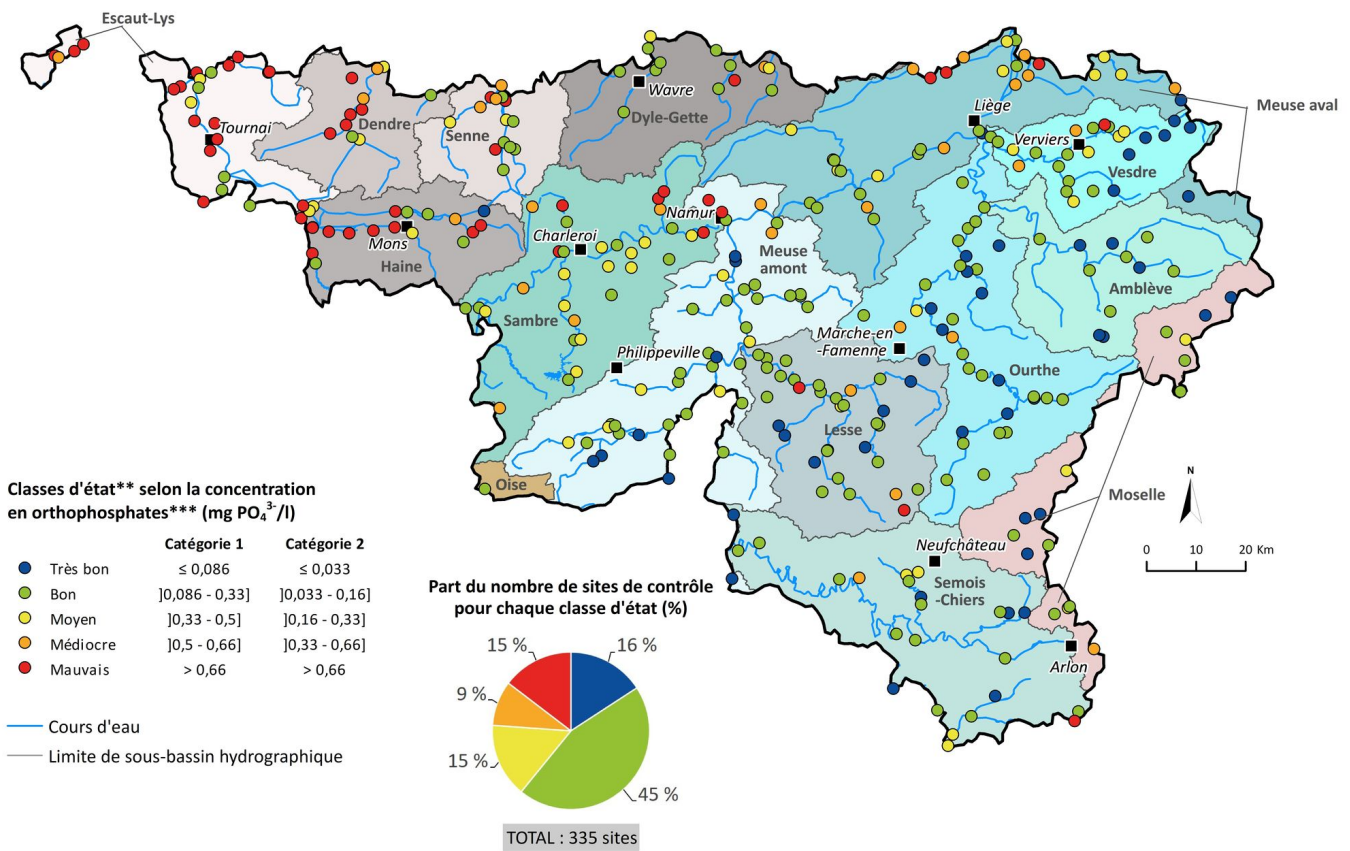 Escaut-Lys
Wavre
Dyle-Gette
Meuse aval
Liège
Dendre
Senne
Tournai
Verviers
Vesdre
Namur
Mons
Haine
Charleroi
Meuse
amont
Amblève
Sambre
Marche-en
-Famenne
Philippeville
Ourthe
Lesse
Oise
Moselle
N
0 10 20 Km
Neufchâteau
Semois
-Chiers
Arlon
Classes d'état** selon la concentration
en orthophosphates*** (mg PO₄³⁻/l)
Catégorie 1 Catégorie 2
Très bon ≤ 0,086 ≤ 0,033
Bon ]0,086 - 0,33] ]0,033 - 0,16]
Moyen ]0,33 - 0,5] ]0,16 - 0,33]
Médiocre ]0,5 - 0,66] ]0,33 - 0,66]
Mauvais > 0,66 > 0,66
Cours d'eau
Limite de sous-bassin hydrographique
Part du nombre de sites de contrôle
pour chaque classe d'état (%)
15 % 16 %
9 %
15 %
45 %
TOTAL : 335 sites